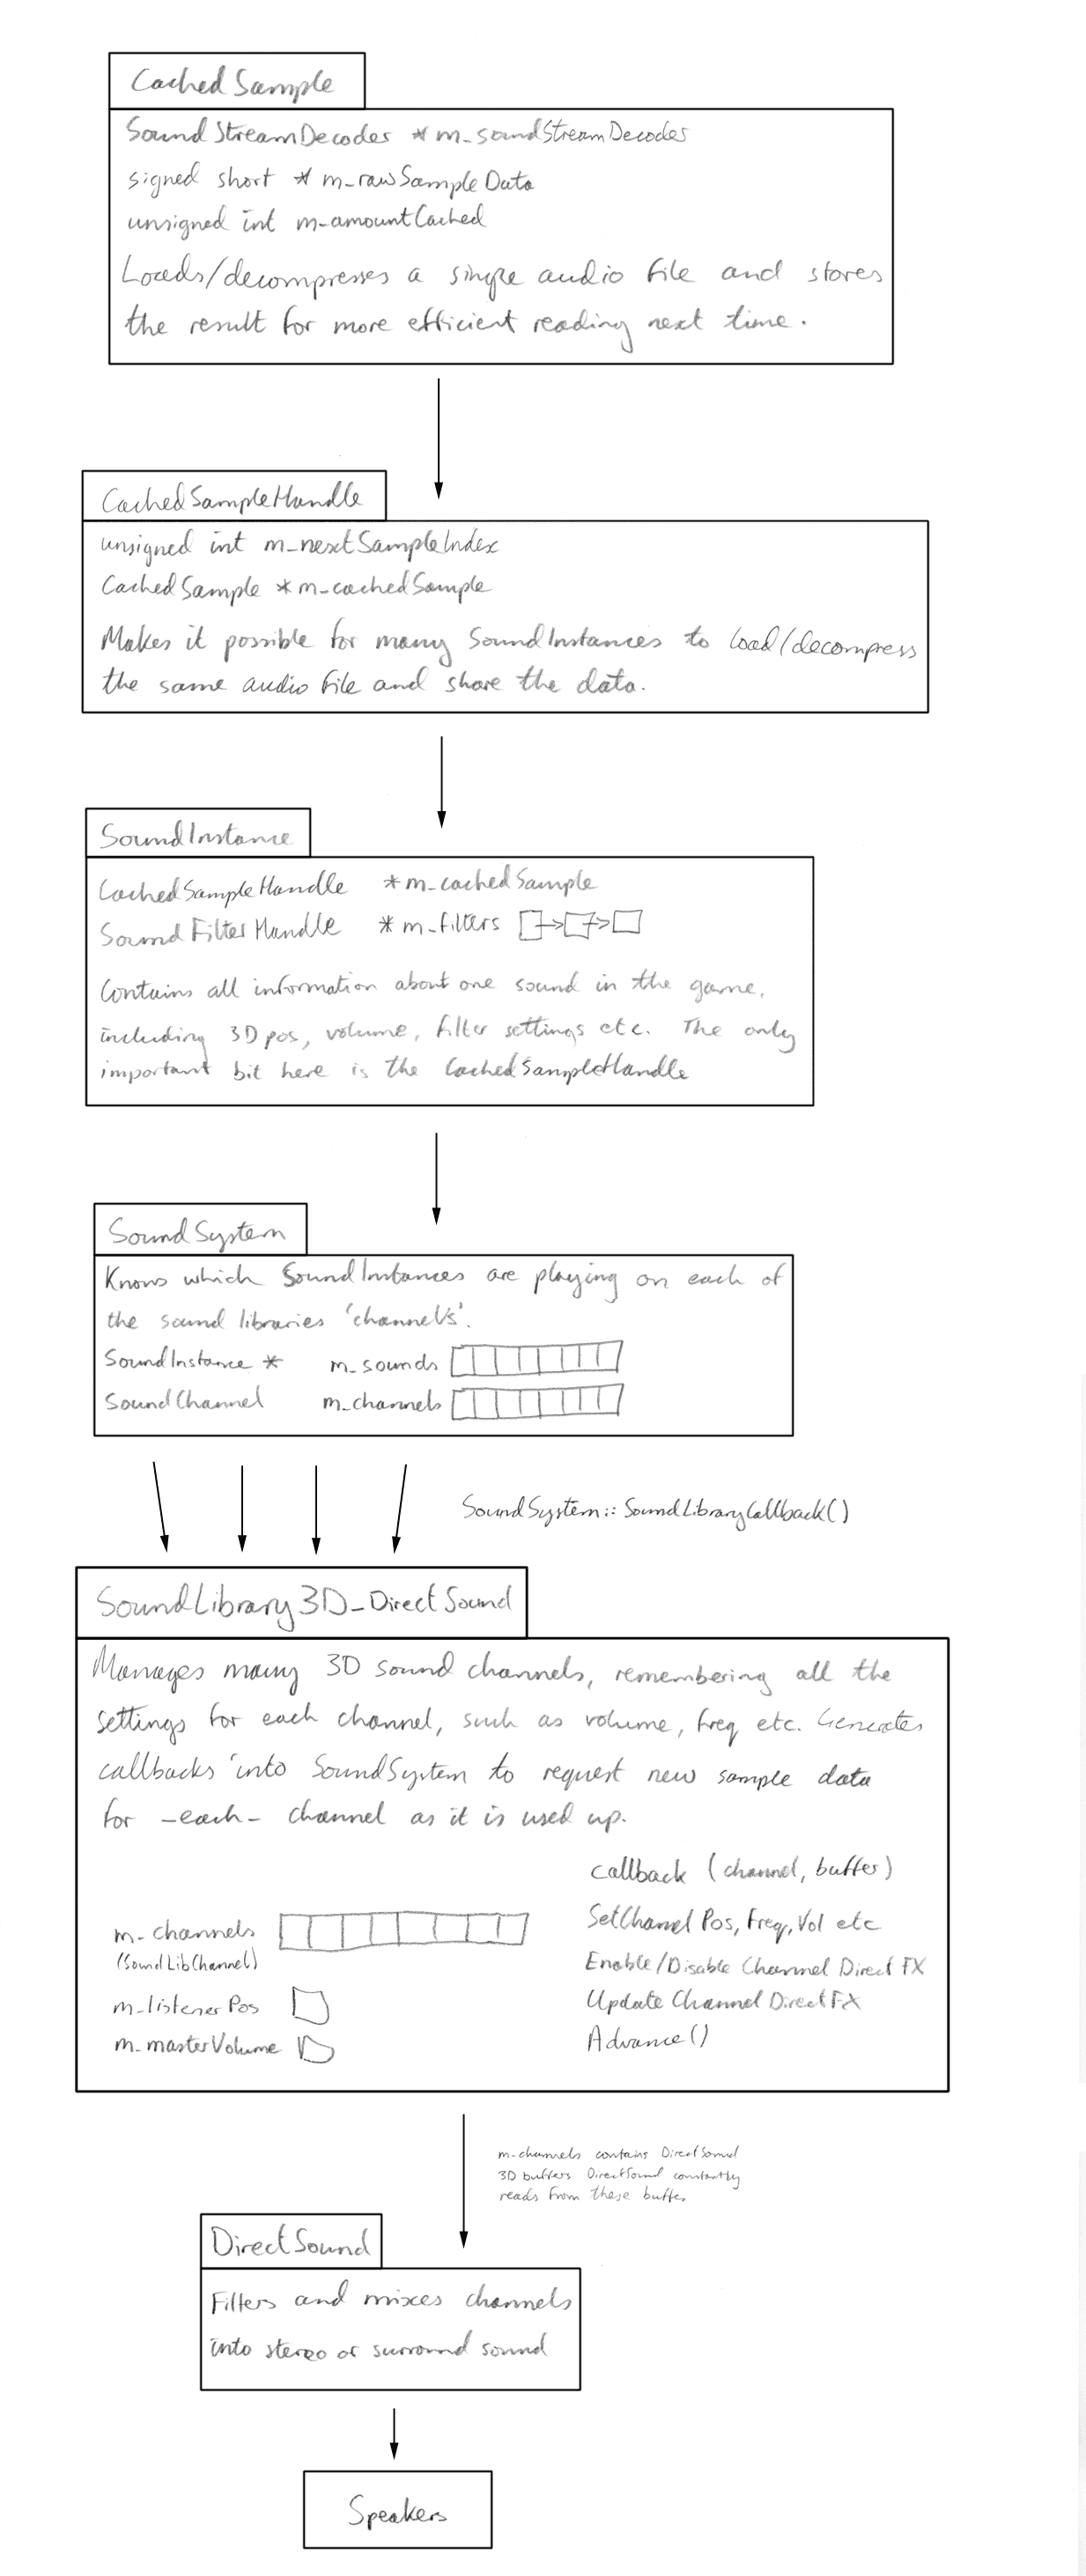 CachedSample
SoundStreamDecoder *m_soundStreamDecoder
signed short *m_rawSampleData
unsigned int m_amountCached
Loads/decompresses a single audio file and stores
the result for more efficient reading next time.
CachedSampleHandle
unsigned int m_nextSampleIndex
CachedSample *m_cachedSample
Makes it possible for many SoundInstances to load/decompress
the same audio file and share the data.
SoundInstance
CachedSampleHandle *m_cachedSample
SoundFilterHandle *m_filters
Contains all information about one sound in the game,
including 3D pos, volume, filter settings etc. The only
important bit here is the CachedSampleHandle
SoundSystem
Knows which SoundInstances are playing on each of
the sound libraries 'channels'.
SoundInstance * m_sounds
SoundChannel m_channels
SoundSystem::SoundLibraryCallback()
SoundLibrary3D_DirectSound
Manages many 3D sound channels, remembering all the
settings for each channel, such as volume, freq etc. Generates
callbacks into SoundSystem to request new sample data
for -each- channel as it is used up.
callback (channel, buffer)
m_channels
SetChannel Pos, Freq, Vol etc
(SoundLibChannel)
Enable/Disable Channel Direct FX
m_listenerPos
Update Channel DirectFX
m_masterVolume
Advance()
m_channels contains DirectSound
3D buffers DirectSound constantly
reads from these buffers
DirectSound
Filters and mixes channels
into stereo or surround sound
Speakers